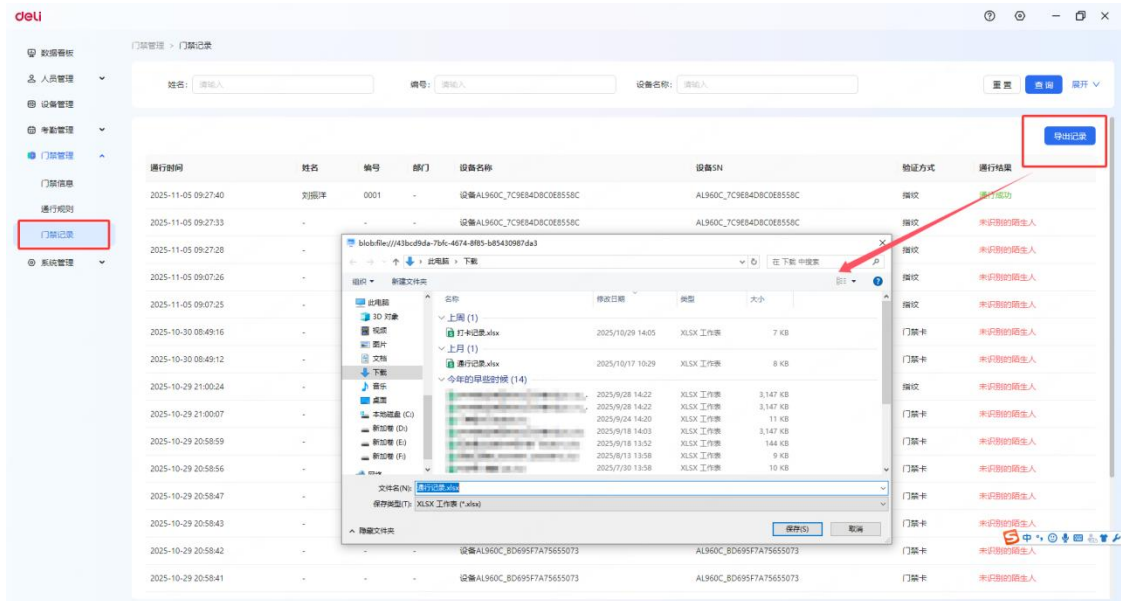 deli
数据看板
人员管理
设备管理
考勤管理
门禁管理
门禁信息
通行规则
门禁记录
系统管理
门禁管理 > 门禁记录
姓名: 请输入 编号: 请输入 设备名称: 请输入 重置 查询 展开
导出记录
通行时间 姓名 编号 部门 设备名称 设备SN 验证方式 通行结果
2025-11-05 09:27:40 刘振洋 0001 - 设备AL960C_7C9E84D8C0E8558C AL960C_7C9E84D8C0E8558C 指纹 通行成功
2025-11-05 09:27:33 - - - 设备AL960C_7C9E84D8C0E8558C AL960C_7C9E84D8C0E8558C 指纹 未识别的陌生人
2025-11-05 09:27:28 - 指纹 未识别的陌生人
2025-11-05 09:07:26 - 指纹 未识别的陌生人
2025-11-05 09:07:25 - 指纹 未识别的陌生人
2025-10-30 08:49:16 - 门禁卡 未识别的陌生人
2025-10-30 08:49:12 - 门禁卡 未识别的陌生人
2025-10-29 21:00:24 - 指纹 未识别的陌生人
2025-10-29 21:00:07 - 门禁卡 未识别的陌生人
2025-10-29 20:58:59 - 门禁卡 未识别的陌生人
2025-10-29 20:58:56 - 门禁卡 未识别的陌生人
2025-10-29 20:58:47 - 门禁卡 未识别的陌生人
2025-10-29 20:58:43 - 门禁卡 未识别的陌生人
2025-10-29 20:58:42 - - - 设备AL960C_BD695F7A75655073 AL960C_BD695F7A75655073 门禁卡 未识别的陌生人
2025-10-29 20:58:41 - - - 设备AL960C_BD695F7A75655073 AL960C_BD695F7A75655073 门禁卡 未识别的陌生人
blob:file:///43bcd9da-7bfc-4674-8f85-b85430987da3
此电脑 > 下载 在 下载 中搜索
组织 新建文件夹
此电脑
3D 对象
视频
图片
文档
下载
音乐
桌面
本地磁盘 (C:)
新加卷 (D:)
新加卷 (E:)
新加卷 (F:)
名称 修改日期 类型 大小
上周 (1)
打卡记录.xlsx 2025/10/29 14:05 XLSX 工作表 7 KB
上月 (1)
通行记录.xlsx 2025/10/17 10:29 XLSX 工作表 8 KB
今年的早些时候 (14)
2025/9/28 14:22 XLSX 工作表 3,147 KB
2025/9/28 14:22 XLSX 工作表 3,147 KB
2025/9/24 14:20 XLSX 工作表 11 KB
2025/9/18 14:03 XLSX 工作表 3,147 KB
2025/9/18 13:52 XLSX 工作表 144 KB
2025/8/13 13:58 XLSX 工作表 9 KB
2025/7/30 13:58 XLSX 工作表 10 KB
文件名(N): 通行记录.xlsx
保存类型(T): XLSX 工作表 (*.xlsx)
隐藏文件夹 保存(S) 取消
中